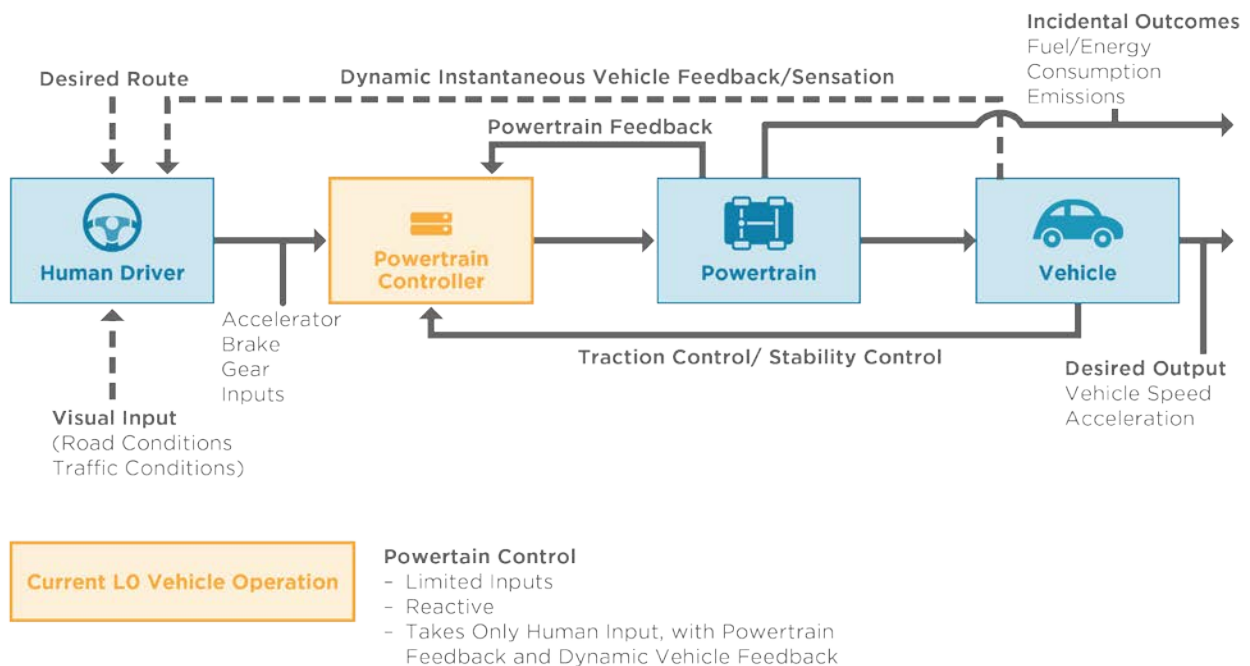 Incidental Outcomes
Fuel/Energy
Consumption
Emissions
Desired Route
Dynamic Instantaneous Vehicle Feedback/Sensation
Powertrain Feedback
Human Driver
Powertrain
Controller
Powertrain
Vehicle
Accelerator
Brake
Gear
Inputs
Traction Control/ Stability Control
Desired Output
Vehicle Speed
Acceleration
Visual Input
(Road Conditions
Traffic Conditions)
Current L0 Vehicle Operation
Powertain Control
– Limited Inputs
– Reactive
– Takes Only Human Input, with Powertrain
Feedback and Dynamic Vehicle Feedback